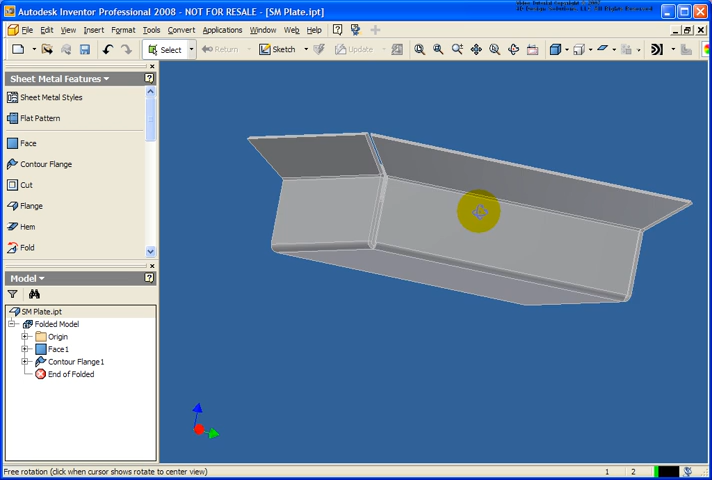 Autodesk Inventor Professional 2008 - NOT FOR RESALE - [SM Plate.ipt]
File Edit View Insert Format Tools Convert Applications Window Web Help
Select Return Sketch Update
Sheet Metal Features
Sheet Metal Styles
Flat Pattern
Face
Contour Flange
Cut
Flange
Hem
Fold
Model
SM Plate.ipt
Folded Model
Origin
Face1
Contour Flange1
End of Folded
Free rotation (click when cursor shows rotate to center view) 1 2